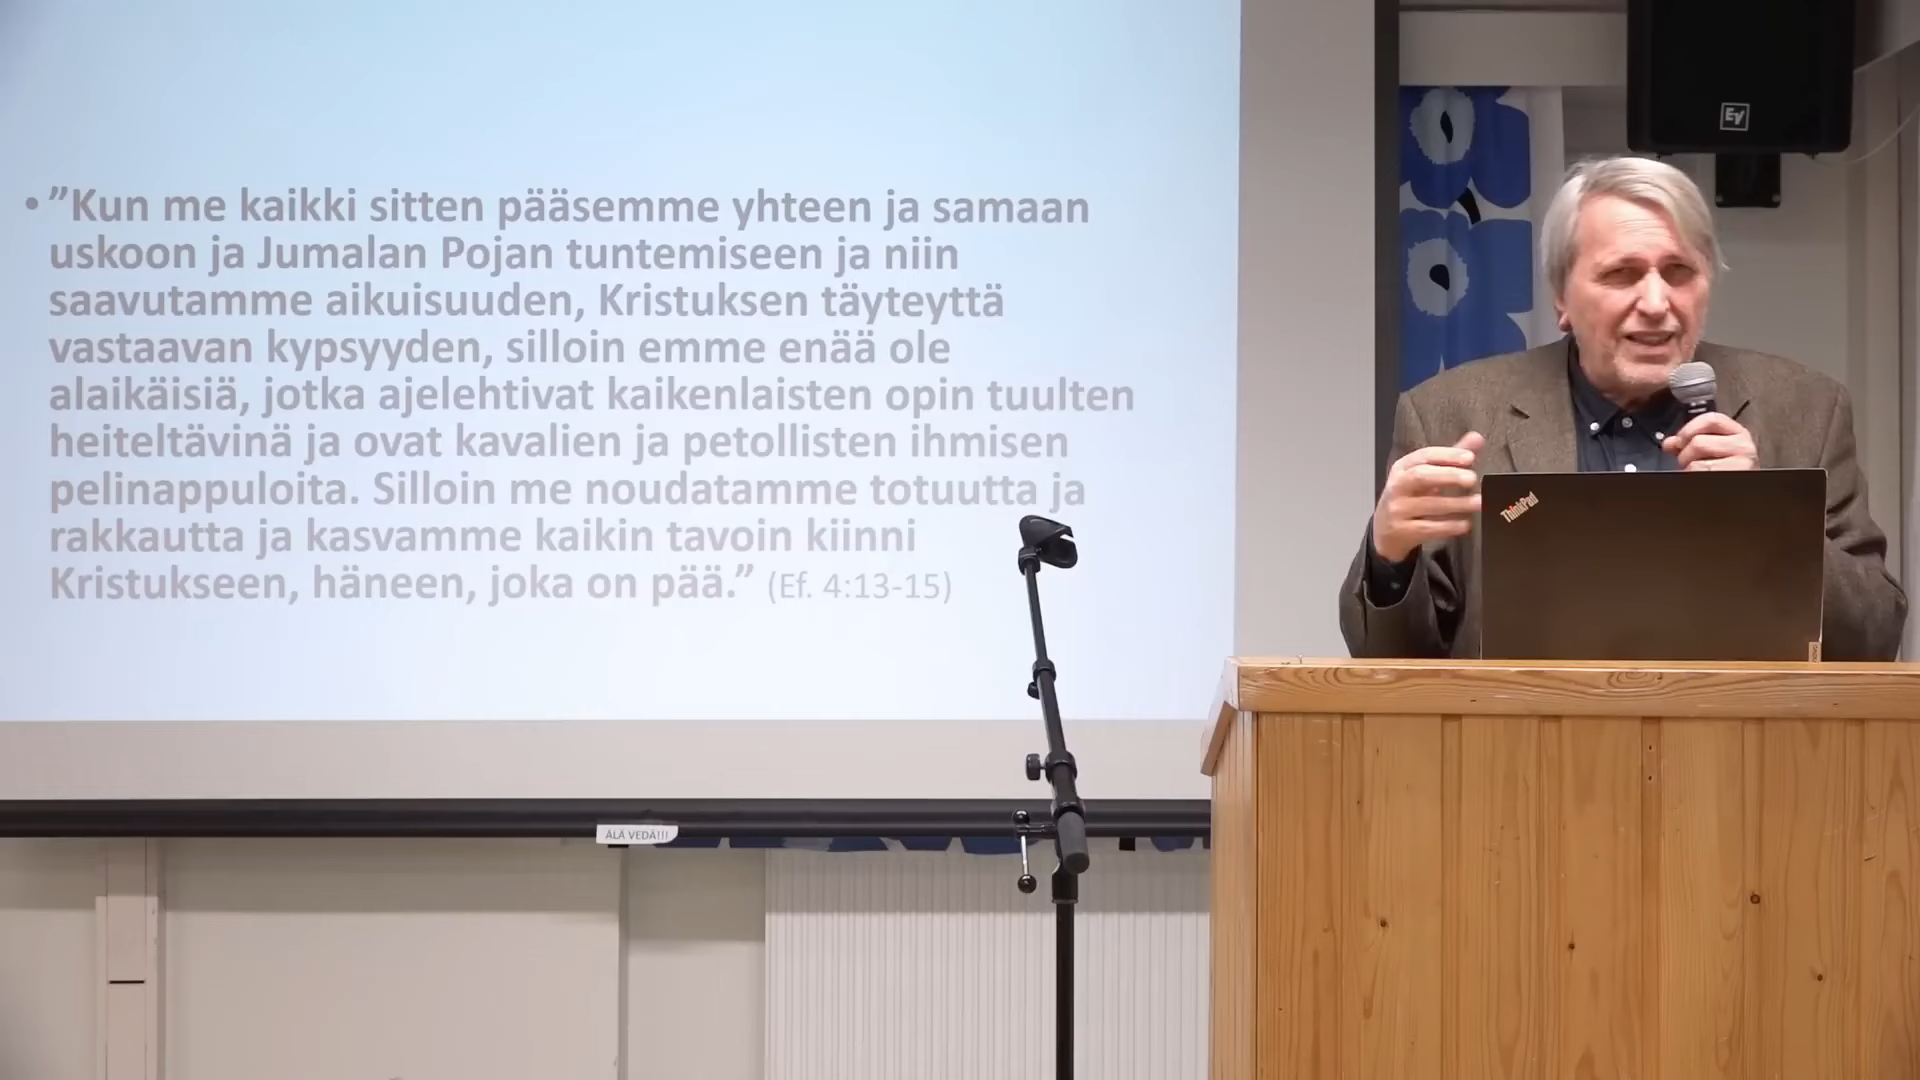 • ”Kun me kaikki sitten pääsemme yhteen ja samaan
uskoon ja Jumalan Pojan tuntemiseen ja niin
saavutamme aikuisuuden, Kristuksen täyteyttä
vastaavan kypsyyden, silloin emme enää ole
alaikäisiä, jotka ajelehtivat kaikenlaisten opin tuulten
heiteltävinä ja ovat kavalien ja petollisten ihmisen
pelinappuloita. Silloin me noudatamme totuutta ja
rakkautta ja kasvamme kaikin tavoin kiinni
Kristukseen, häneen, joka on pää.” (Ef. 4:13-15)
EV
ThinkPad
ÄLÄ VEDÄ!!!